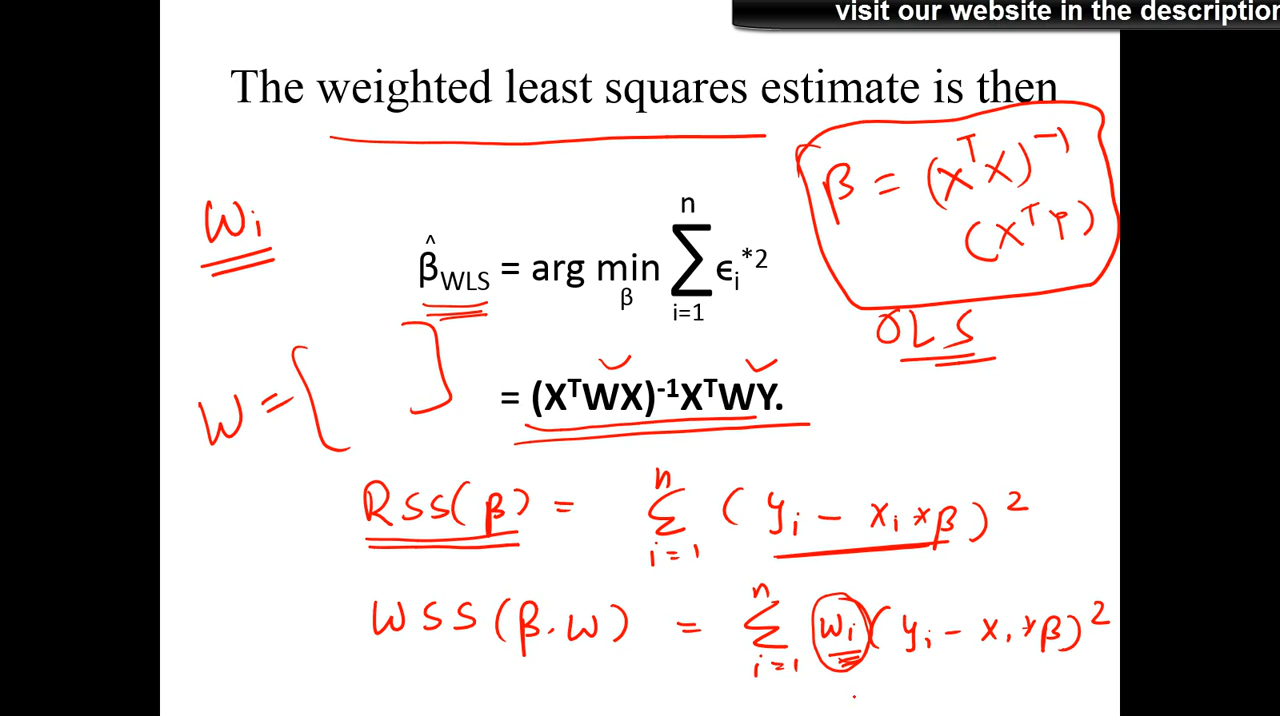 visit our website in the description
The weighted least squares estimate is then
β = (XᵀX)⁻¹
(XᵀY)
OLS
Wi
β̂WLS = arg min β ∑ i=1 n ϵi*2
W = [ ]
= (XᵀWX)⁻¹XᵀWY.
RSS(β) = ∑ i=1 n (yi − xi*β)²
WSS(β.W) = ∑ i=1 n wi(yi − xi*β)²